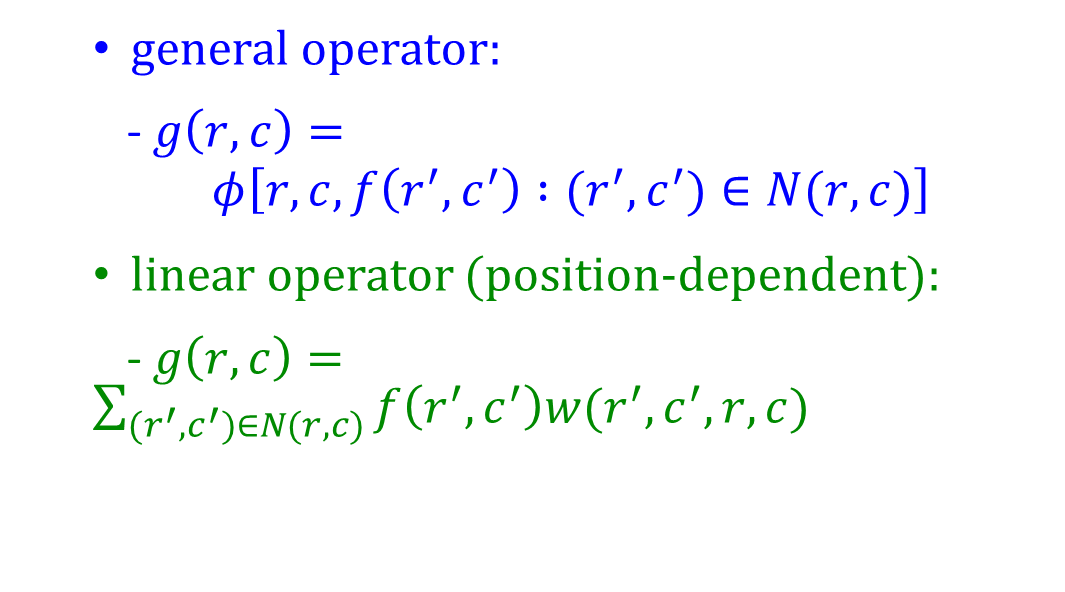 • general operator:
- g(r, c) =
ϕ[r, c, f(r′, c′) : (r′, c′) ∈ N(r, c)]
• linear operator (position-dependent):
- g(r, c) =
∑_{(r′,c′)∈N(r,c)} f(r′, c′)w(r′, c′, r, c)